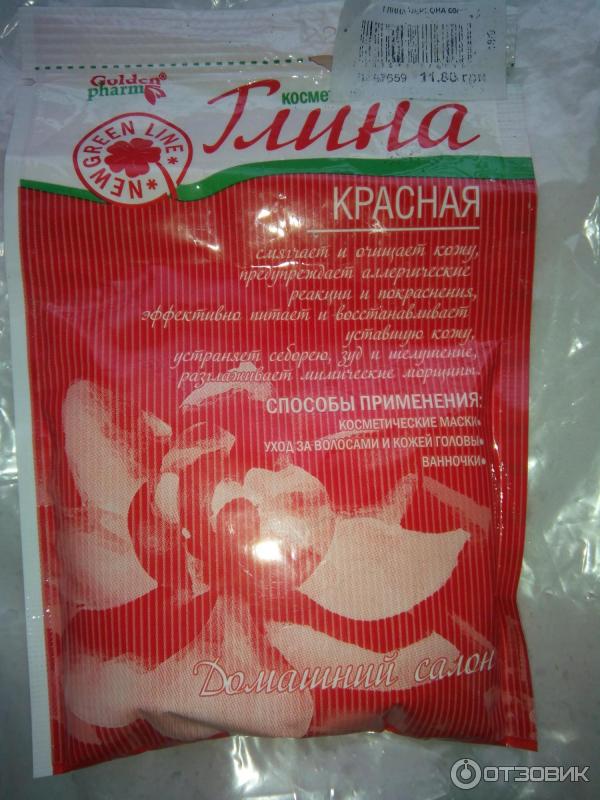 Golden
pharm
косме
Глина
NEW GREEN LINE
11.80 грн
КРАСНАЯ
смягчает и очищает кожу,
предупреждает аллергические
реакции и покраснения,
эффективно питает и восстанавливает
уставшую кожу,
устраняет себорею, зуд и шелушение,
разглаживает мимические морщины.
СПОСОБЫ ПРИМЕНЕНИЯ:
КОСМЕТИЧЕСКИЕ МАСКИ•
УХОД ЗА ВОЛОСАМИ И КОЖЕЙ ГОЛОВЫ•
ВАННОЧКИ•
Домашний салон
ОТЗОВИК